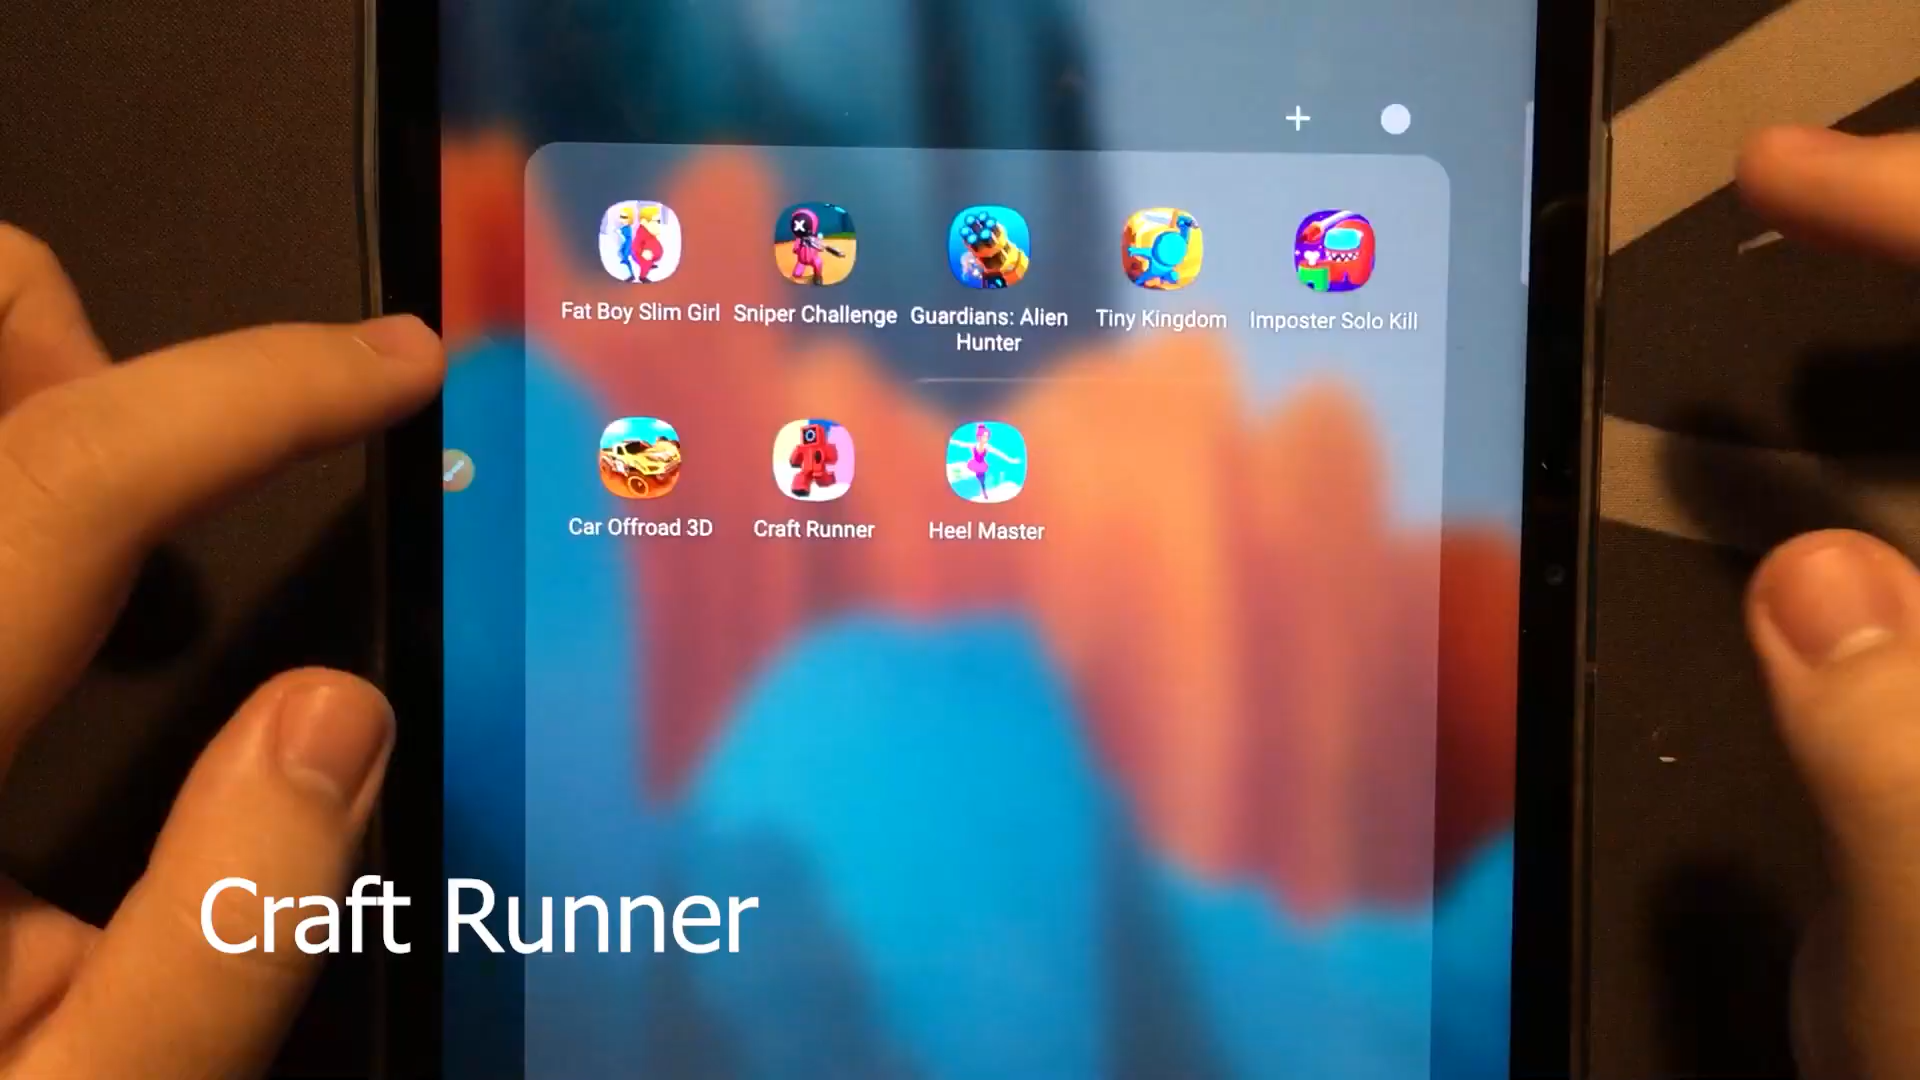 Fat Boy Slim Girl
Sniper Challenge
Guardians: Alien
Hunter
Tiny Kingdom
Imposter Solo Kill
Car Offroad 3D
Craft Runner
Heel Master
Craft Runner